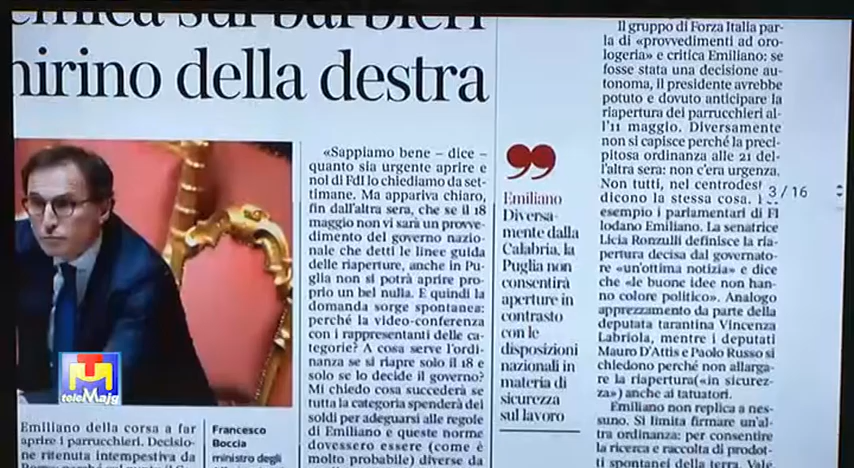 emica sui barbieri
mirino della destra
«Sappiamo bene – dice –
quanto sia urgente aprire e
noi di FdI lo chiediamo da set-
timane. Ma appariva chiaro,
fin dall'altra sera, che se il 18
maggio non vi sarà un provve-
dimento del governo nazio-
nale che detti le linee guida
delle riaperture, anche in Pu-
glia non si potrà aprire pro-
prio un bel nulla. E quindi la
domanda sorge spontanea:
perché la video-conferenza
con i rappresentanti delle ca-
tegorie? A cosa serve l'ordi-
nanza se si riapre solo il 18 e
solo se lo decide il governo?
Mi chiedo cosa succederà se
tutta la categoria spenderà dei
soldi per adeguarsi alle regole
di Emiliano e queste norme
dovessero essere (come è
molto probabile) diverse da
Emiliano della corsa a far
aprire i parrucchieri. Decisio-
ne ritenuta intempestiva da
Francesco
Boccia
ministro degli
Emiliano
Diversa-
mente dalla
Calabria, la
Puglia non
consentirà
aperture in
contrasto
con le
disposizioni
nazionali in
materia di
sicurezza
sul lavoro
Il gruppo di Forza Italia par-
la di «provvedimenti ad oro-
logeria» e critica Emiliano: se
fosse stata una decisione au-
tonoma, il presidente avrebbe
potuto e dovuto anticipare la
riapertura dei parrucchieri al-
l'11 maggio. Diversamente
non si capisce perché la preci-
pitosa ordinanza alle 21 del-
l'altra sera: non c'era urgenza.
Non tutti, nel centrodest
dicono la stessa cosa.
esempio i parlamentari di FI
lodano Emiliano. La senatrice
Licia Ronzulli definisce la ria-
pertura decisa dal governato-
re «un'ottima notizia» e dice
che «le buone idee non han-
no colore politico». Analogo
apprezzamento da parte della
deputata tarantina Vincenza
Labriola, mentre i deputati
Mauro D'Attis e Paolo Russo si
chiedono perché non allarga-
re la riapertura («in sicurez-
za») anche ai tatuatori.
Emiliano non replica a nes-
suno. Si limita firmare un'al-
tra ordinanza: per consentire
la ricerca e raccolta di prodot-
ti spontanei della terra.
3/16
TM
teleMajg